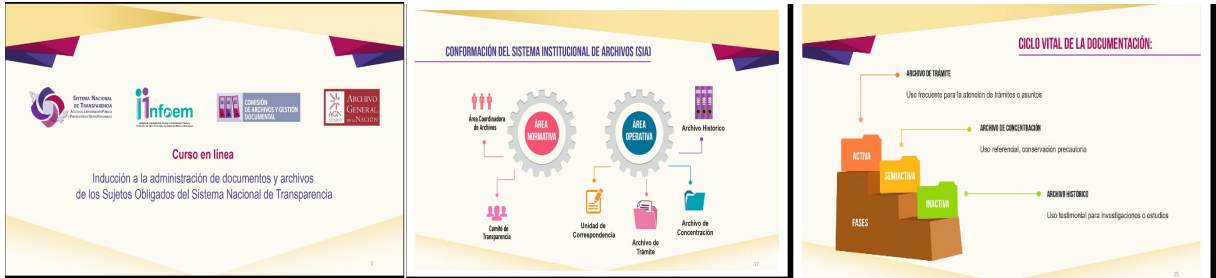 SISTEMA NACIONAL
DE TRANSPARENCIA
infoem
COMISIÓN
DE ARCHIVOS Y GESTIÓN
DOCUMENTAL
AGN
ARCHIVO
GENERAL
DE LA NACIÓN
Curso en línea
Inducción a la administración de documentos y archivos
de los Sujetos Obligados del Sistema Nacional de Transparencia
CONFORMACIÓN DEL SISTEMA INSTITUCIONAL DE ARCHIVOS (SIA)
Área Coordinadora
de Archivos
ÁREA
NORMATIVA
Comité de
Transparencia
ÁREA
OPERATIVA
Archivo Histórico
Unidad de
Correspondencia
Archivo de
Trámite
Archivo de
Concentración
17
CICLO VITAL DE LA DOCUMENTACIÓN:
ARCHIVO DE TRÁMITE
Uso frecuente para la atención de trámites o asuntos
ARCHIVO DE CONCENTRACIÓN
Uso referencial, conservación precautoria
ARCHIVO HISTÓRICO
Uso testimonial para investigaciones o estudios
ACTIVA
SEMIACTIVA
INACTIVA
FASES
25